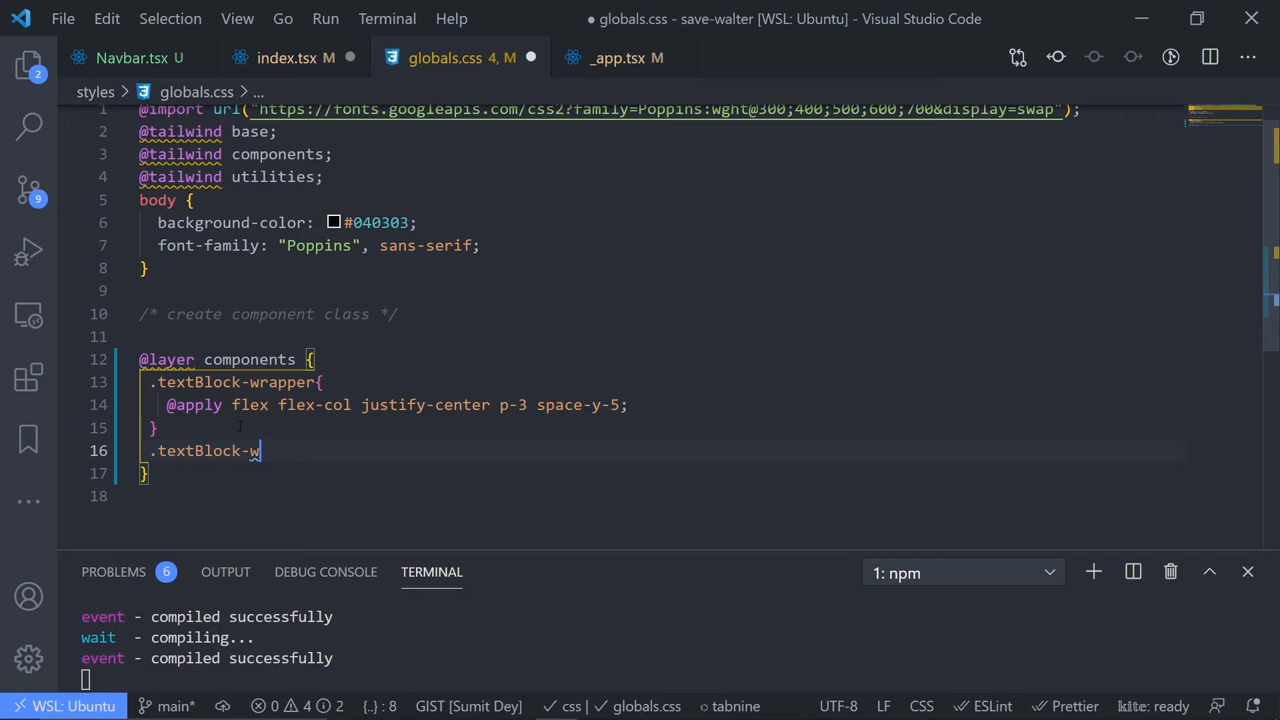 File Edit Selection View Go Run Terminal Help
● globals.css - save-walter [WSL: Ubuntu] - Visual Studio Code
Navbar.tsx U
index.tsx M
globals.css 4, M
_app.tsx M
styles > globals.css > ...
1 @import url("https://fonts.googleapis.com/css2?family=Poppins:wght@300;400;500;600;700&display=swap");
2 @tailwind base;
3 @tailwind components;
4 @tailwind utilities;
5 body {
6 background-color: #040303;
7 font-family: "Poppins", sans-serif;
8 }
9
10 /* create component class */
11
12 @layer components {
13 .textBlock-wrapper{
14 @apply flex flex-col justify-center p-3 space-y-5;
15 }
16 .textBlock-w
17 }
18
2
9
PROBLEMS 6 OUTPUT DEBUG CONSOLE TERMINAL
1: npm
event - compiled successfully
wait - compiling...
event - compiled successfully
WSL: Ubuntu main* 0 4 2 {..} : 8 GIST [Sumit Dey] ✓ css | ✓ globals.css tabnine UTF-8 LF CSS ESLint Prettier kite: ready